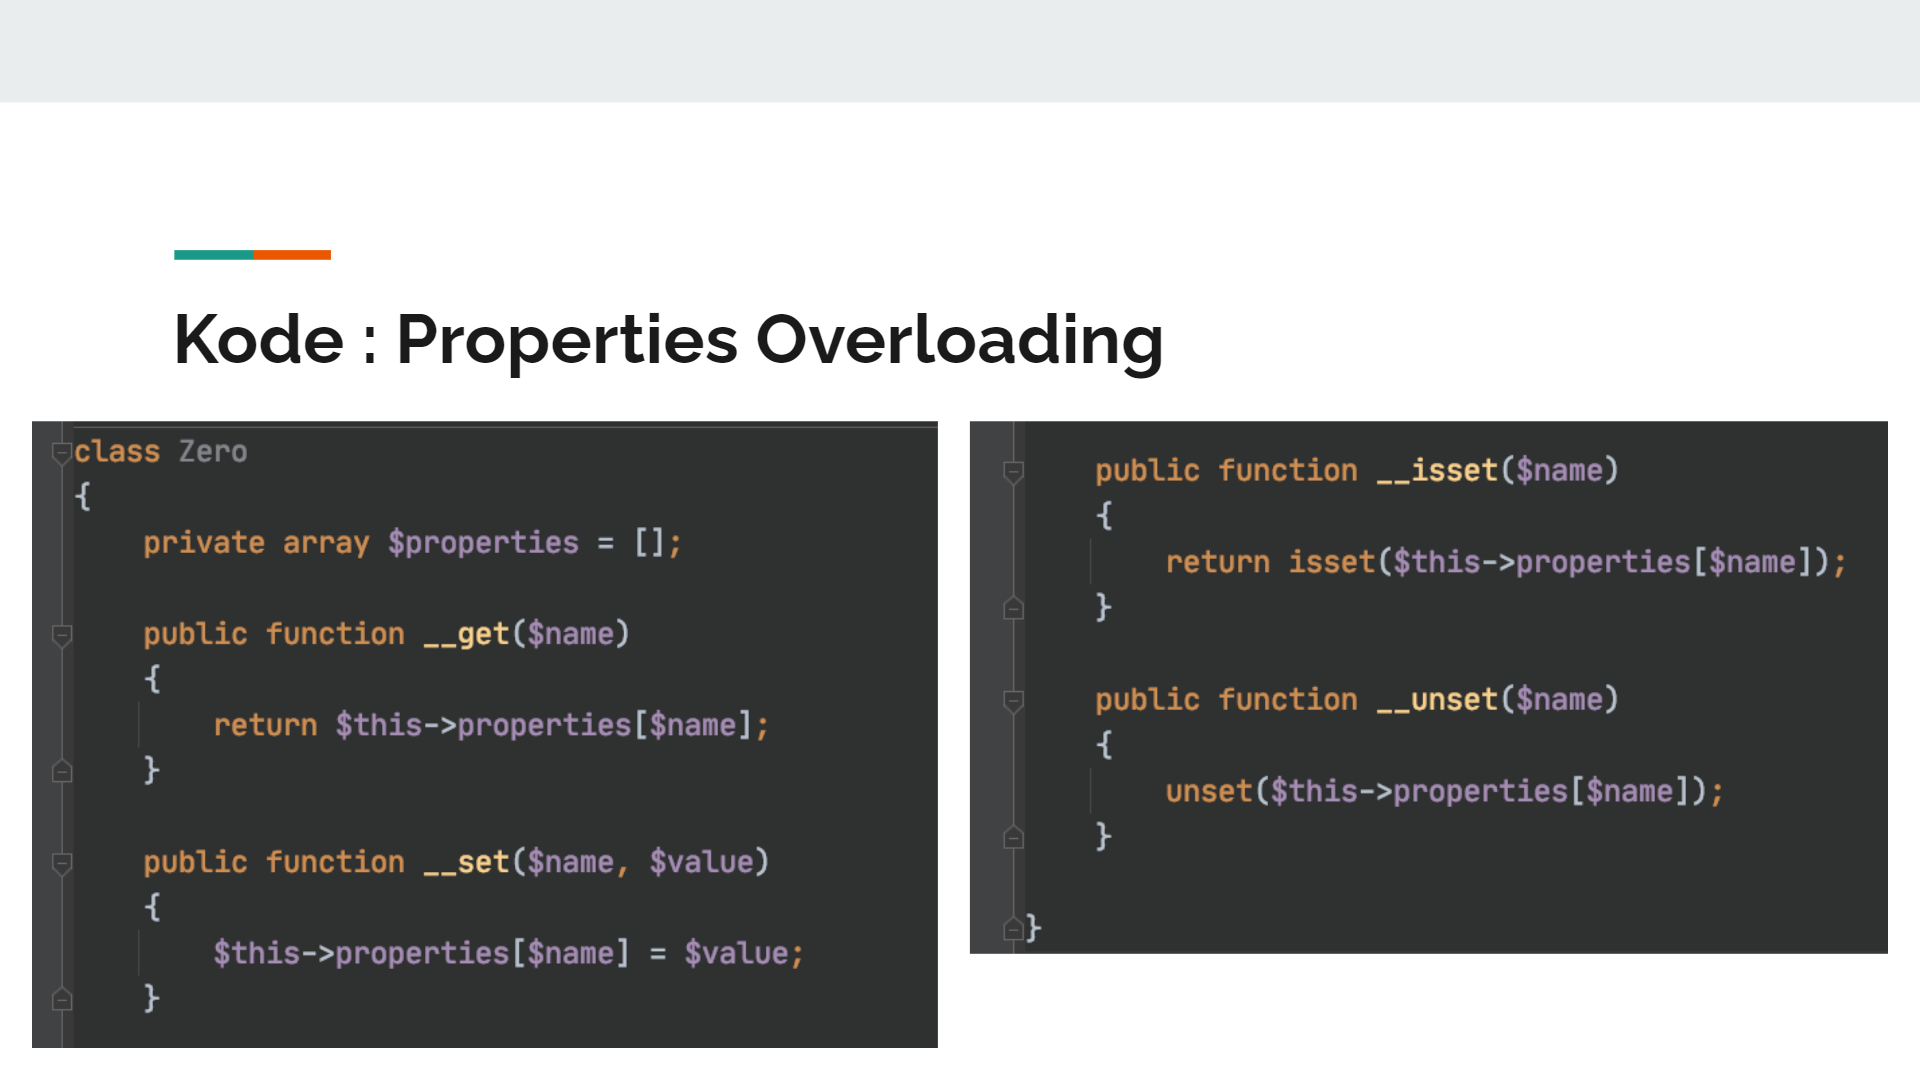 Kode : Properties Overloading
class Zero
{
    private array $properties = [];
    public function __get($name)
    {
        return $this->properties[$name];
    }
    public function __set($name, $value)
    {
        $this->properties[$name] = $value;
    }
    public function __isset($name)
    {
        return isset($this->properties[$name]);
    }
    public function __unset($name)
    {
        unset($this->properties[$name]);
    }
}